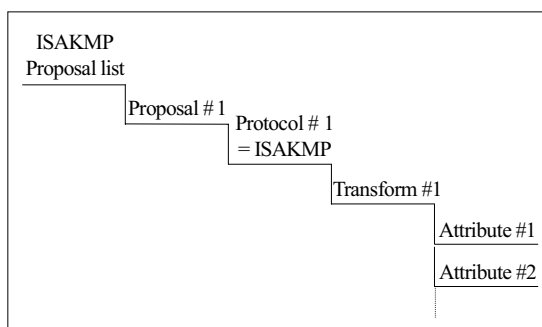 ISAKMP
Proposal list
Proposal # 1
Protocol # 1
= ISAKMP
Transform #1
Attribute #1
Attribute #2